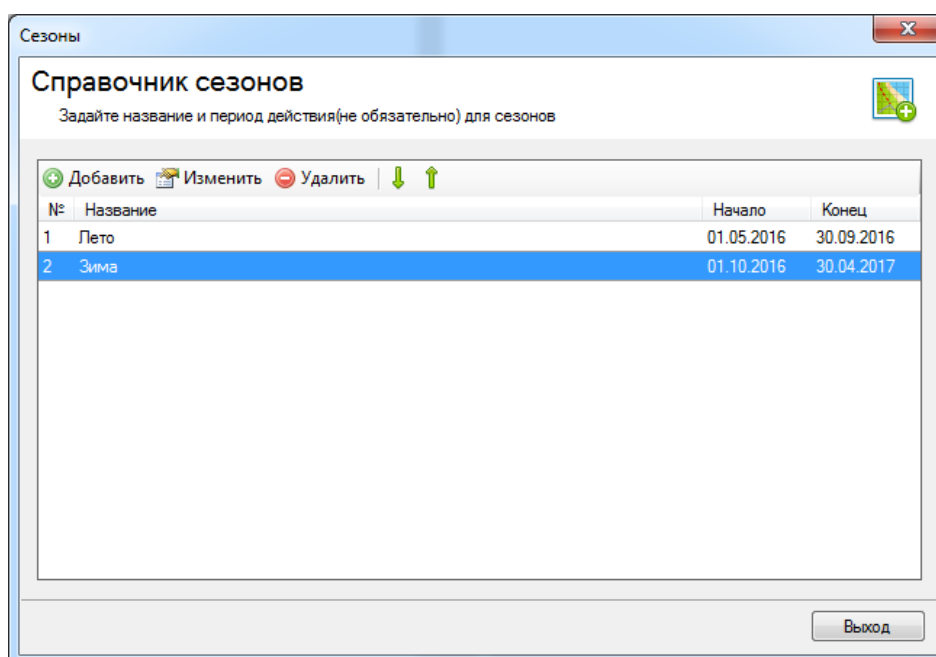 Сезоны
Справочник сезонов
Задайте название и период действия(не обязательно) для сезонов
Добавить Изменить Удалить
№ Название Начало Конец
1 Лето 01.05.2016 30.09.2016
2 Зима 01.10.2016 30.04.2017
Выход